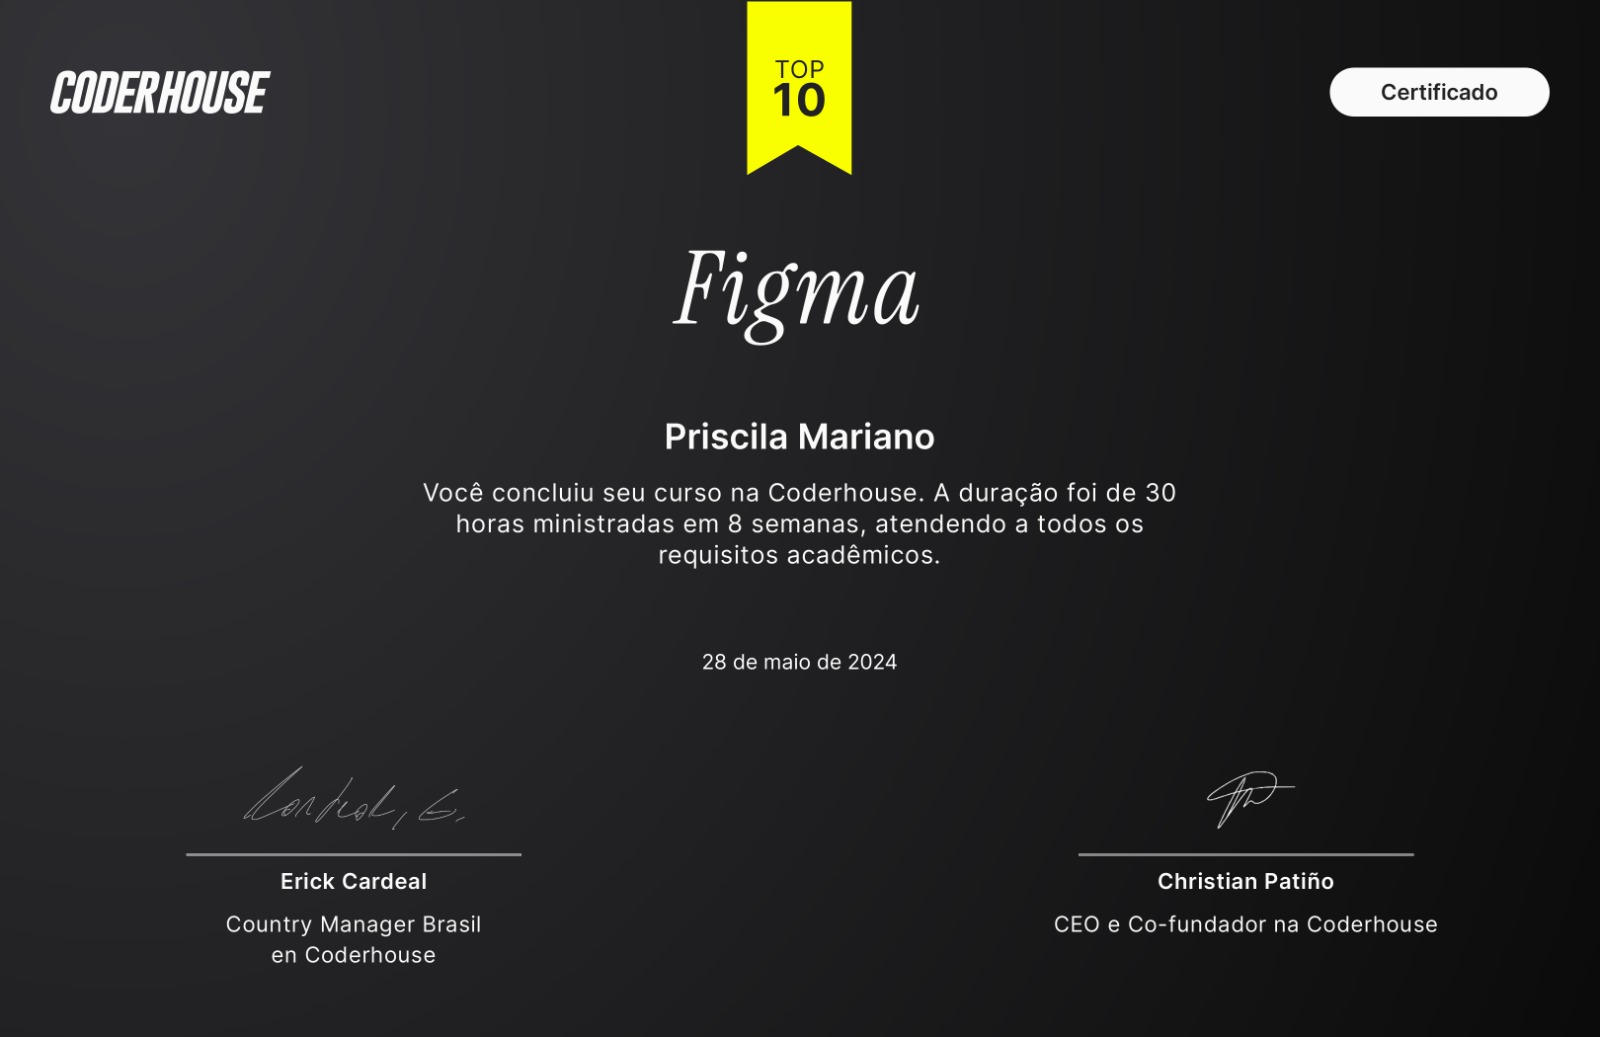 CODERHOUSE
TOP
10
Certificado
Figma
Priscila Mariano
Você concluiu seu curso na Coderhouse. A duração foi de 30
horas ministradas em 8 semanas, atendendo a todos os
requisitos acadêmicos.
28 de maio de 2024
Cardeal, E.
Erick Cardeal
Country Manager Brasil
en Coderhouse
Christian Patiño
CEO e Co-fundador na Coderhouse